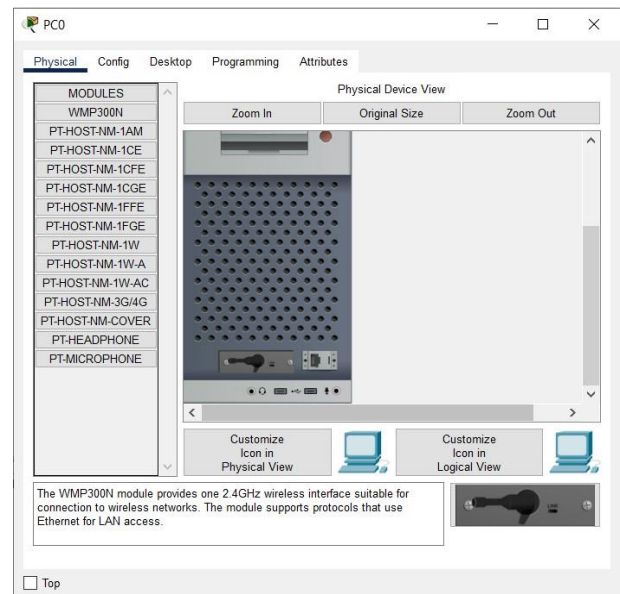 PC0
Physical Config Desktop Programming Attributes
MODULES
WMP300N
PT-HOST-NM-1AM
PT-HOST-NM-1CE
PT-HOST-NM-1CFE
PT-HOST-NM-1CGE
PT-HOST-NM-1FFE
PT-HOST-NM-1FGE
PT-HOST-NM-1W
PT-HOST-NM-1W-A
PT-HOST-NM-1W-AC
PT-HOST-NM-3G/4G
PT-HOST-NM-COVER
PT-HEADPHONE
PT-MICROPHONE
Physical Device View
Zoom In Original Size Zoom Out
Customize
Icon in
Physical View
Customize
Icon in
Logical View
The WMP300N module provides one 2.4GHz wireless interface suitable for
connection to wireless networks. The module supports protocols that use
Ethernet for LAN access.
Top